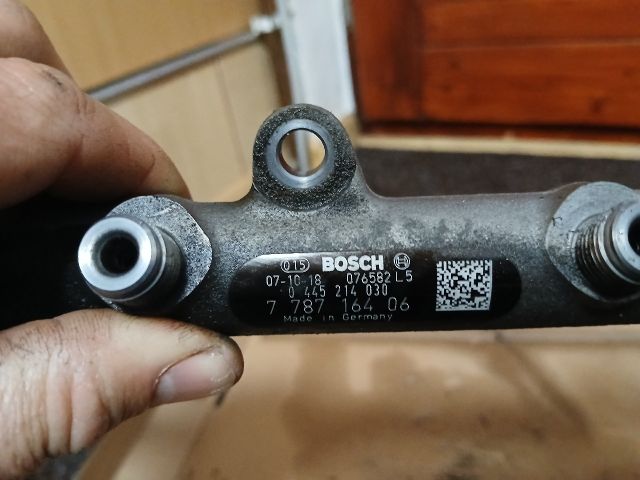 015 BOSCH
07-10-18 076582 L5
0 445 214 030
7 787 164 06
Made in Germany